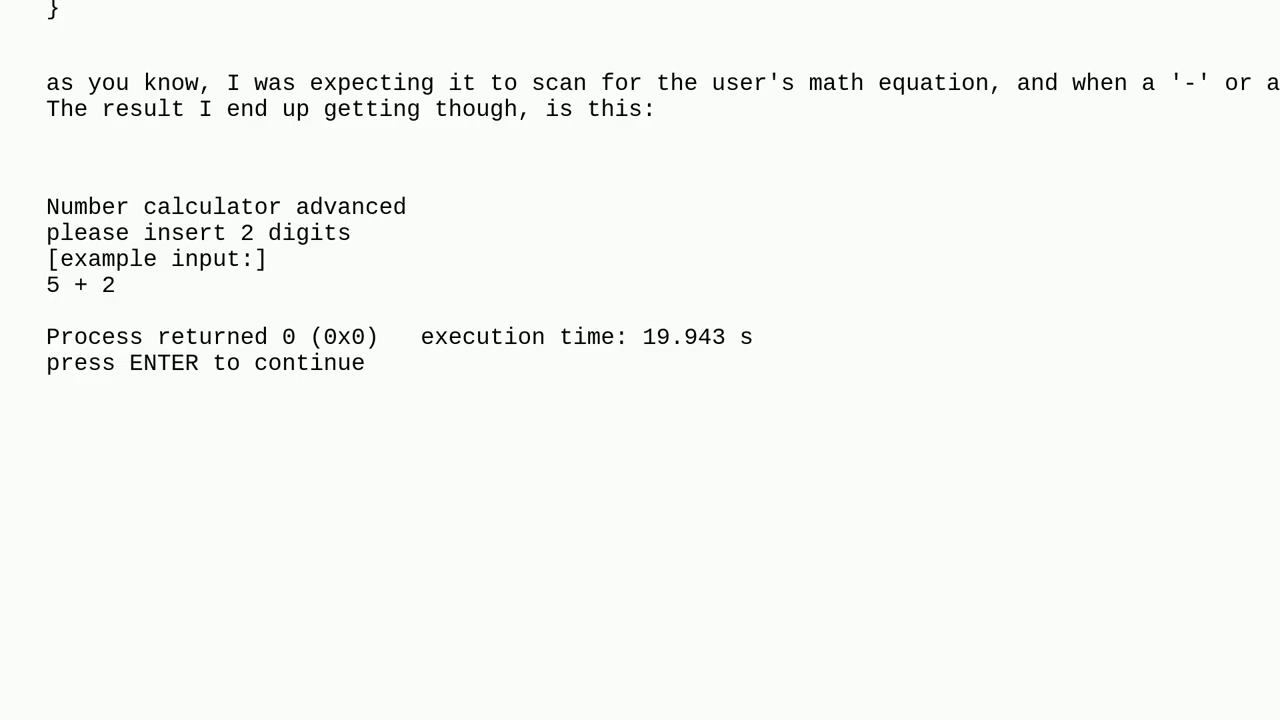 }
as you know, I was expecting it to scan for the user's math equation, and when a '-' or a
The result I end up getting though, is this:
Number calculator advanced
please insert 2 digits
[example input:]
5 + 2
Process returned 0 (0x0)   execution time: 19.943 s
press ENTER to continue